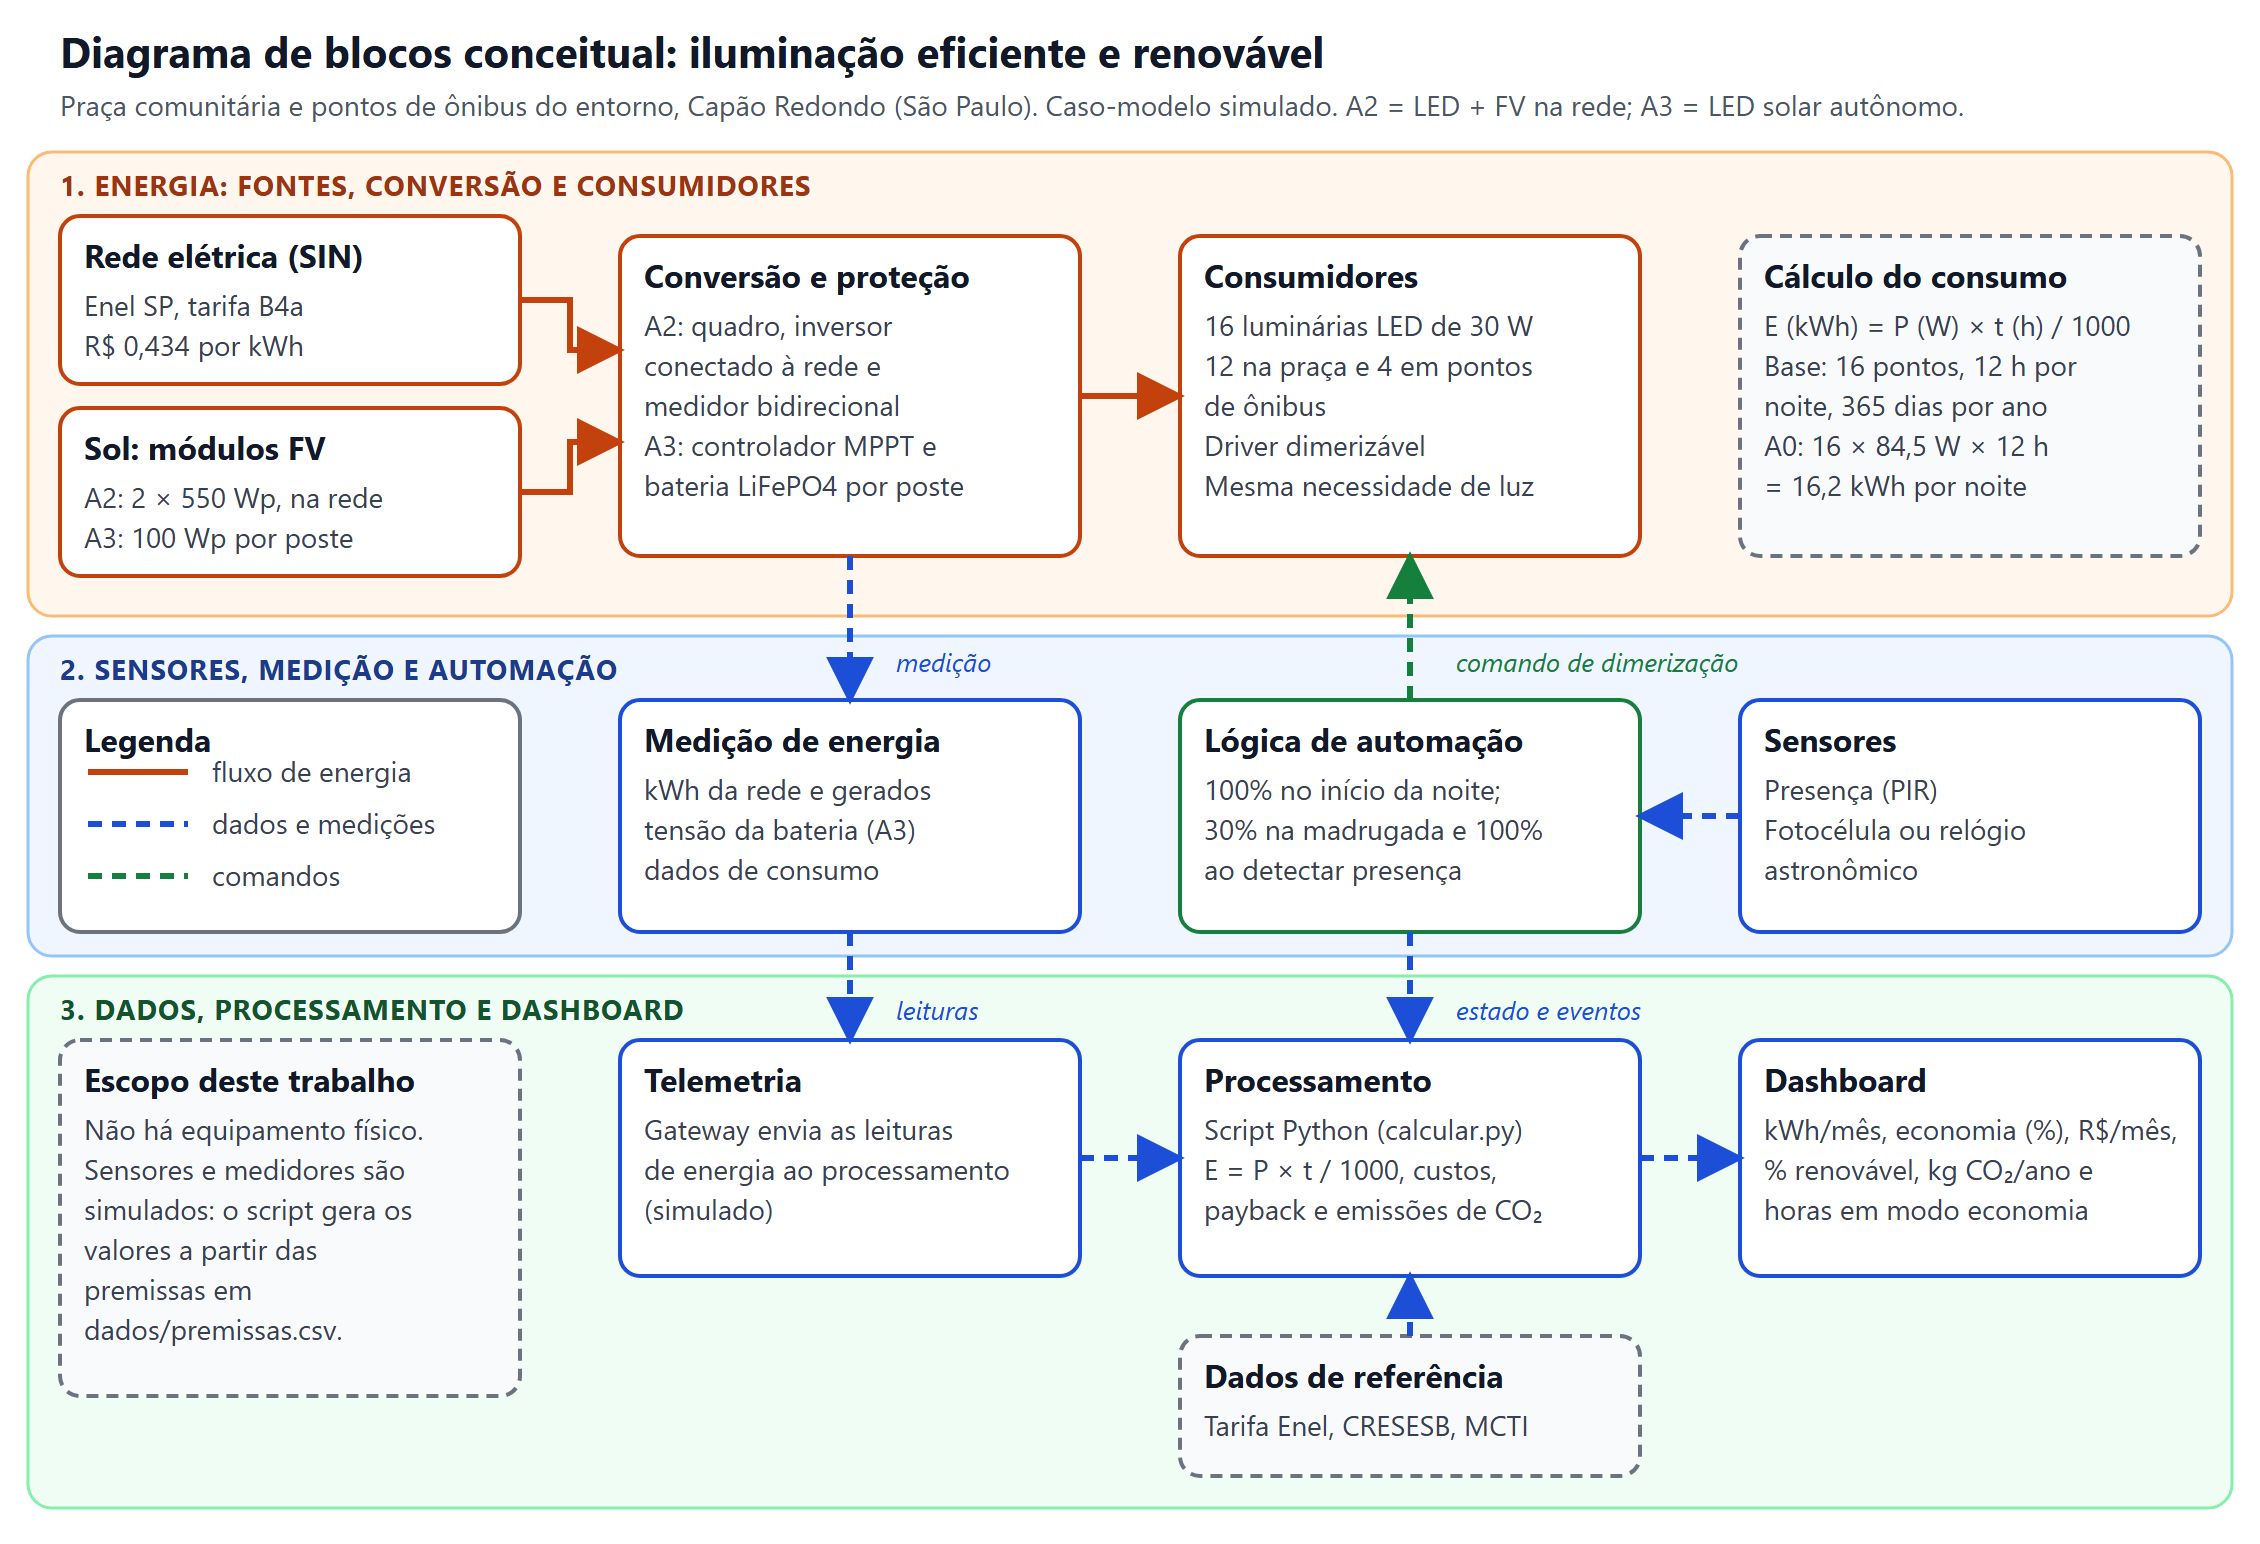 Diagrama de blocos conceitual: iluminação eficiente e renovável
Praça comunitária e pontos de ônibus do entorno, Capão Redondo (São Paulo). Caso-modelo simulado. A2 = LED + FV na rede; A3 = LED solar autônomo.
1. ENERGIA: FONTES, CONVERSÃO E CONSUMIDORES
Rede elétrica (SIN)
Enel SP, tarifa B4a
R$ 0,434 por kWh
Sol: módulos FV
A2: 2 × 550 Wp, na rede
A3: 100 Wp por poste
Conversão e proteção
A2: quadro, inversor
conectado à rede e
medidor bidirecional
A3: controlador MPPT e
bateria LiFePO4 por poste
Consumidores
16 luminárias LED de 30 W
12 na praça e 4 em pontos
de ônibus
Driver dimerizável
Mesma necessidade de luz
Cálculo do consumo
E (kWh) = P (W) × t (h) / 1000
Base: 16 pontos, 12 h por
noite, 365 dias por ano
A0: 16 × 84,5 W × 12 h
= 16,2 kWh por noite
2. SENSORES, MEDIÇÃO E AUTOMAÇÃO
medição
comando de dimerização
Legenda
fluxo de energia
dados e medições
comandos
Medição de energia
kWh da rede e gerados
tensão da bateria (A3)
dados de consumo
Lógica de automação
100% no início da noite;
30% na madrugada e 100%
ao detectar presença
Sensores
Presença (PIR)
Fotocélula ou relógio
astronômico
3. DADOS, PROCESSAMENTO E DASHBOARD
leituras
estado e eventos
Escopo deste trabalho
Não há equipamento físico.
Sensores e medidores são
simulados: o script gera os
valores a partir das
premissas em
dados/premissas.csv.
Telemetria
Gateway envia as leituras
de energia ao processamento
(simulado)
Processamento
Script Python (calcular.py)
E = P × t / 1000, custos,
payback e emissões de CO₂
Dashboard
kWh/mês, economia (%), R$/mês,
% renovável, kg CO₂/ano e
horas em modo economia
Dados de referência
Tarifa Enel, CRESESB, MCTI